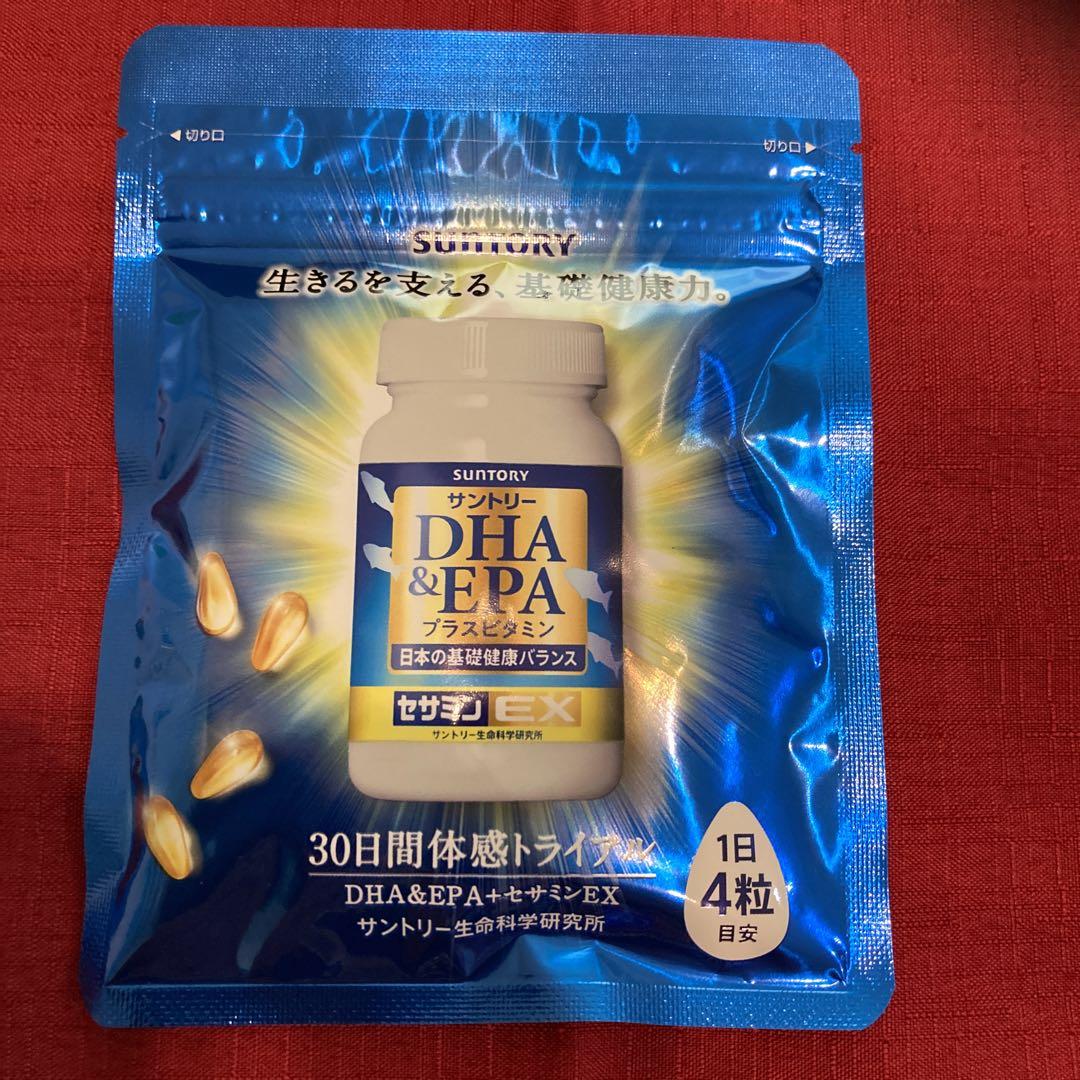 ◀切り口
切り口▶
SUNTORY
生きるを支える、基礎健康力。
SUNTORY
サントリー
DHA
&EPA
プラスビタミン
日本の基礎健康バランス
セサミンEX
サントリー生命科学研究所
30日間体感トライアル
DHA&EPA+セサミンEX
サントリー生命科学研究所
1日
4粒
目安